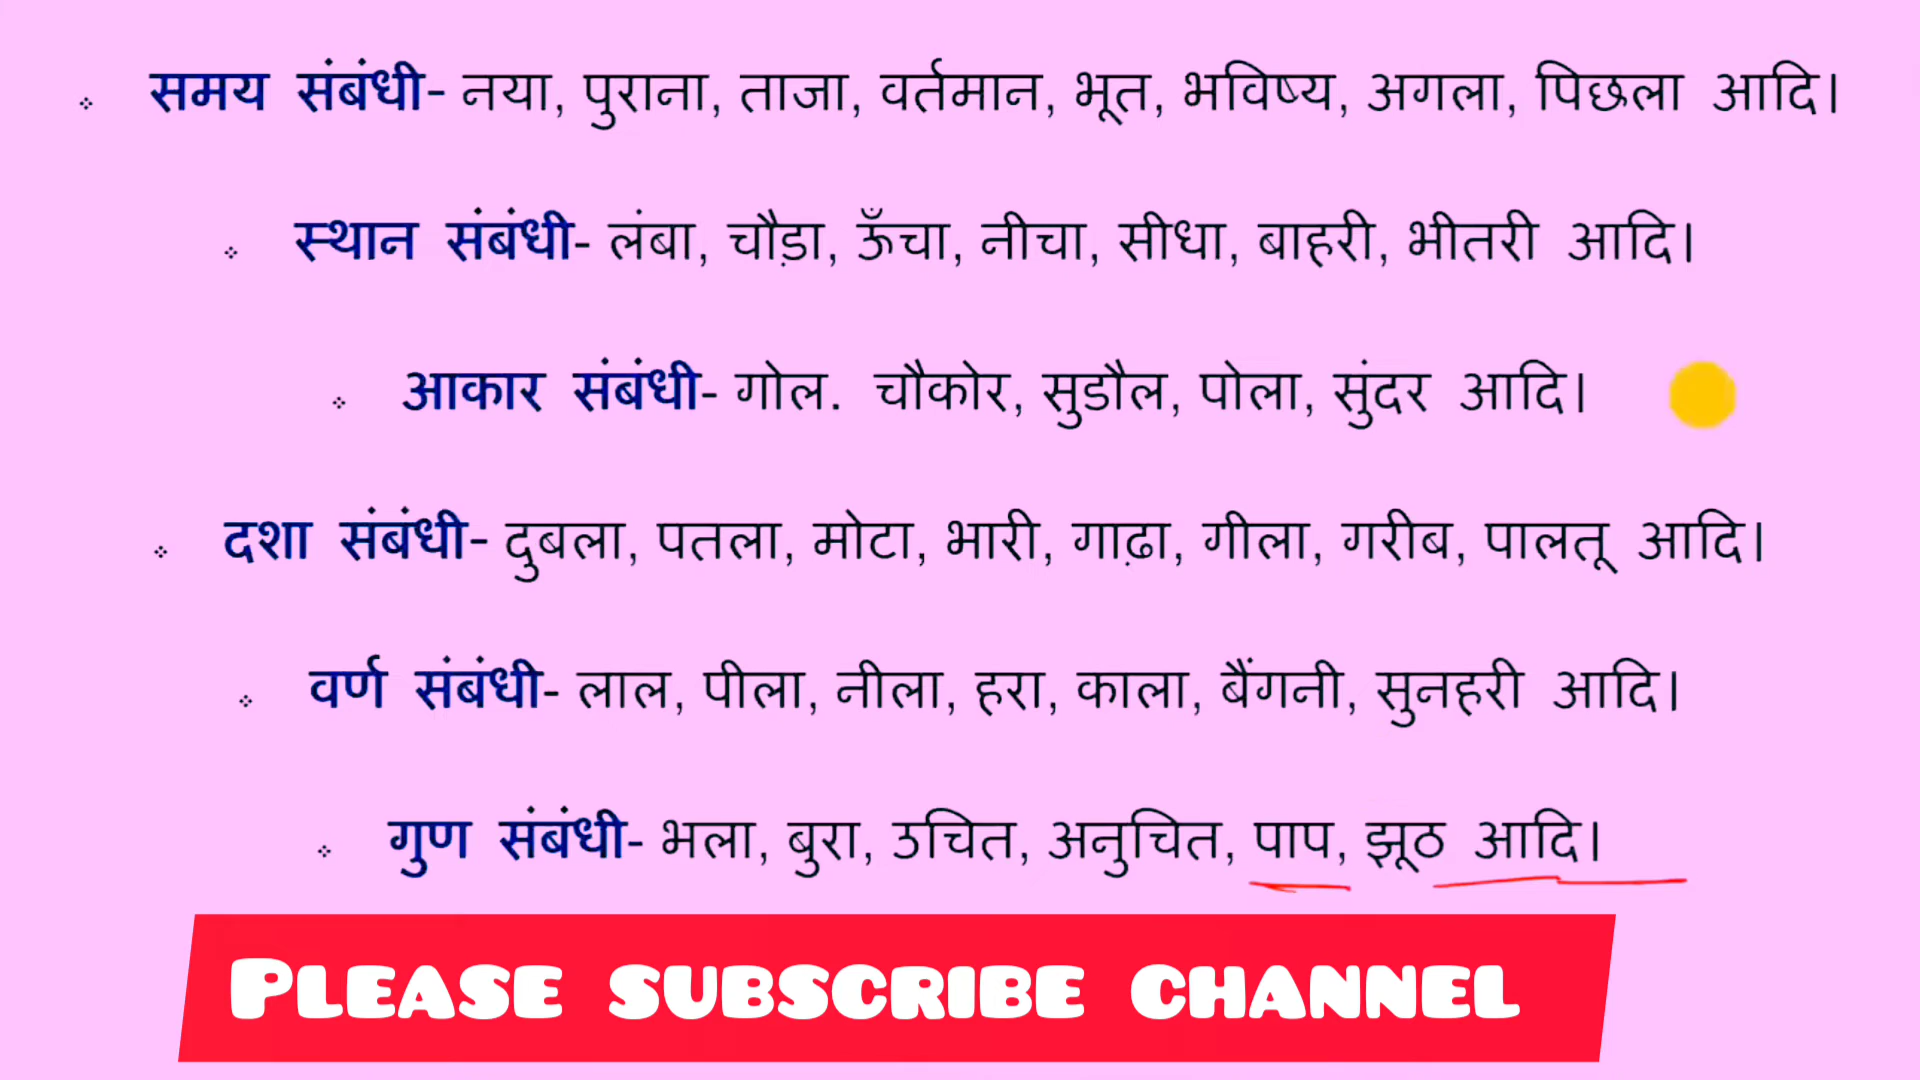 समय संबंधी- नया, पुराना, ताजा, वर्तमान, भूत, भविष्य, अगला, पिछला आदि।
स्थान संबंधी- लंबा, चौड़ा, ऊँचा, नीचा, सीधा, बाहरी, भीतरी आदि।
आकार संबंधी- गोल. चौकोर, सुडौल, पोला, सुंदर आदि।
दशा संबंधी- दुबला, पतला, मोटा, भारी, गाढ़ा, गीला, गरीब, पालतू आदि।
वर्ण संबंधी- लाल, पीला, नीला, हरा, काला, बैंगनी, सुनहरी आदि।
गुण संबंधी- भला, बुरा, उचित, अनुचित, पाप, झूठ आदि।
PLEASE SUBSCRIBE CHANNEL